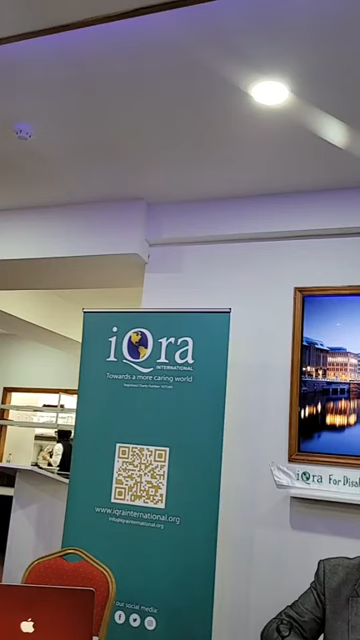 iQra
INTERNATIONAL
Towards a more caring world
www.iqrainternational.org
info@iqrainternational.org
our social media:
iQra For Disa